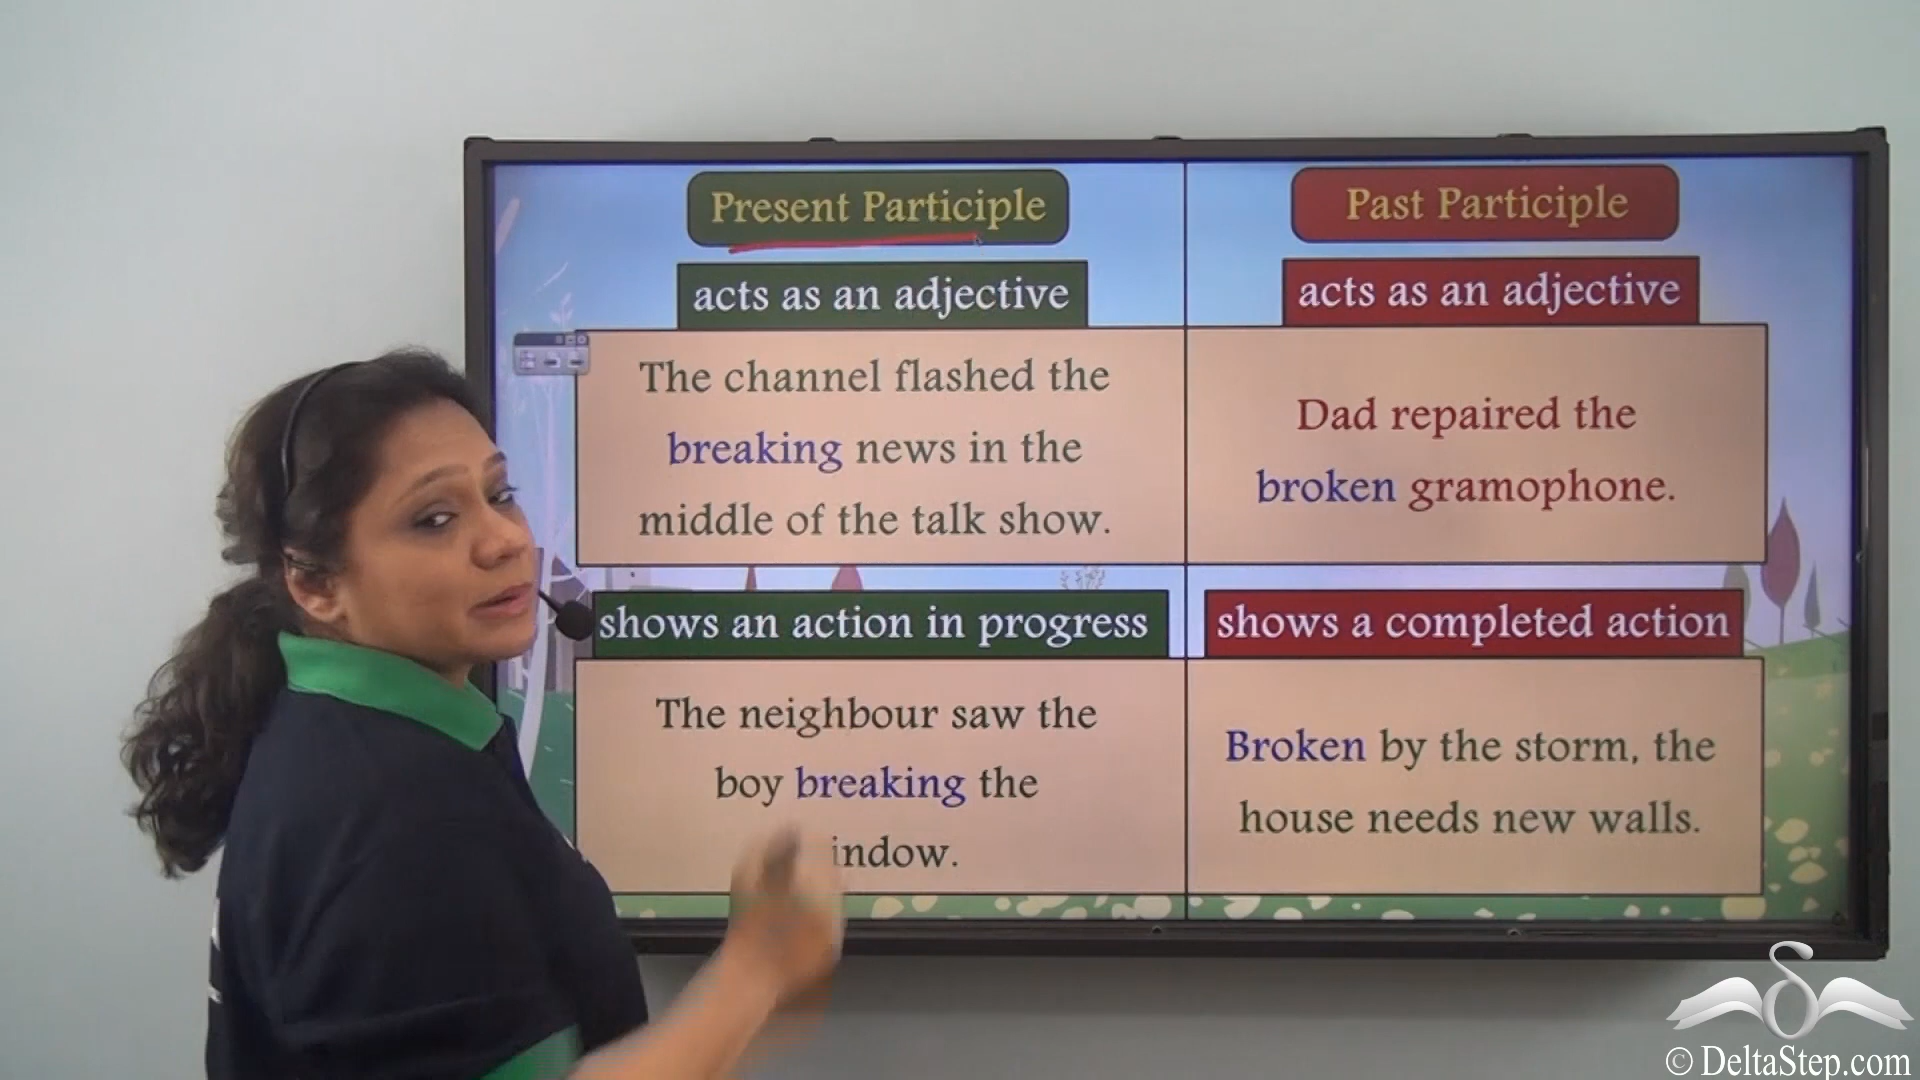 Present Participle
acts as an adjective
The channel flashed the
breaking news in the
middle of the talk show.
shows an action in progress
The neighbour saw the
boy breaking the
indow.
Past Participle
acts as an adjective
Dad repaired the
broken gramophone.
shows a completed action
Broken by the storm, the
house needs new walls.
© DeltaStep.com